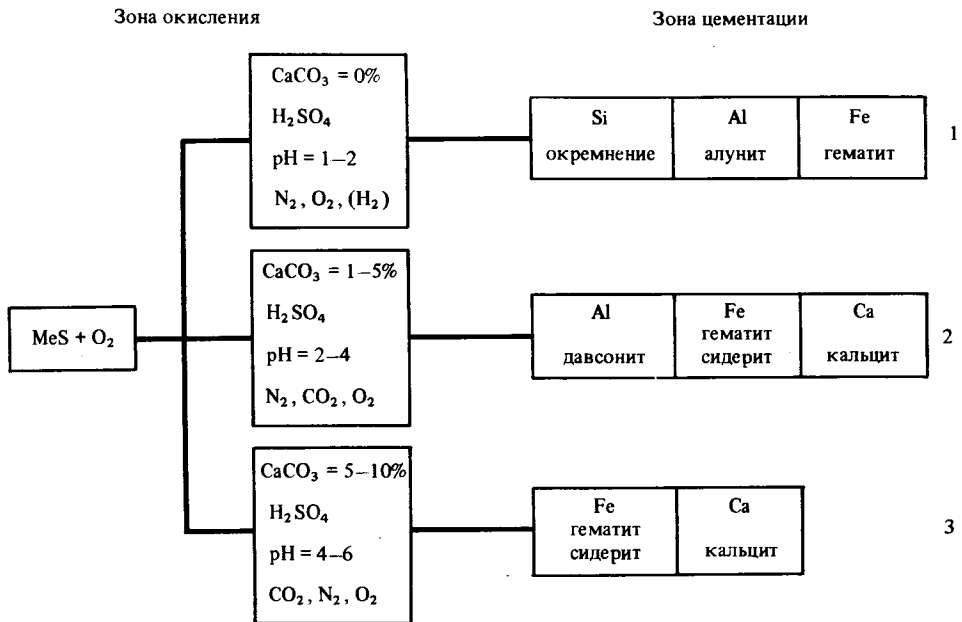 Зона окисления
Зона цементации
MeS + O₂
CaCO₃ = 0%
H₂SO₄
pH = 1–2
N₂, O₂, (H₂)
Si
окремнение
Al
алунит
Fe
гематит
1
CaCO₃ = 1–5%
H₂SO₄
pH = 2–4
N₂, CO₂, O₂
Al
давсонит
Fe
гематит
сидерит
Ca
кальцит
2
CaCO₃ = 5–10%
H₂SO₄
pH = 4–6
CO₂, N₂, O₂
Fe
гематит
сидерит
Ca
кальцит
3